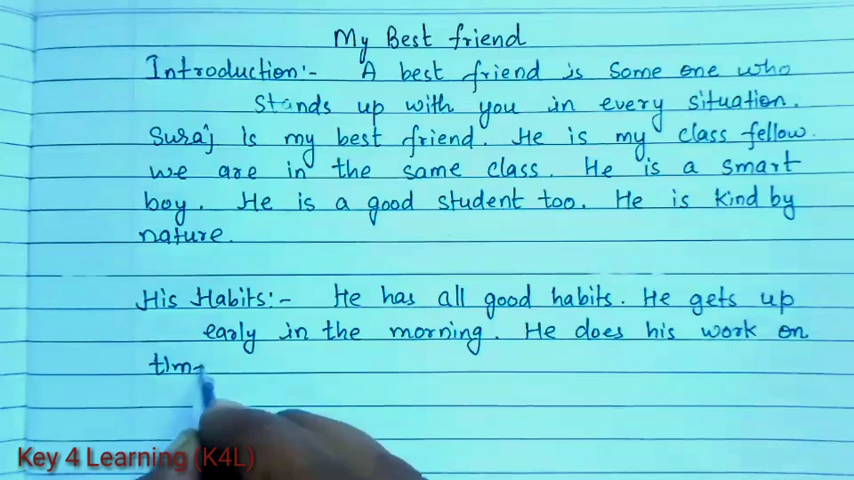 My Best friend
Introduction:- A best friend is some one who
stands up with you in every situation.
Suraj Is my best friend. He is my class fellow.
we are in the same class. He is a smart
boy. He is a good student too. He is kind by
nature.
His Habits:- He has all good habits. He gets up
early in the morning. He does his work on
tim
Key 4 Learning (K4L)